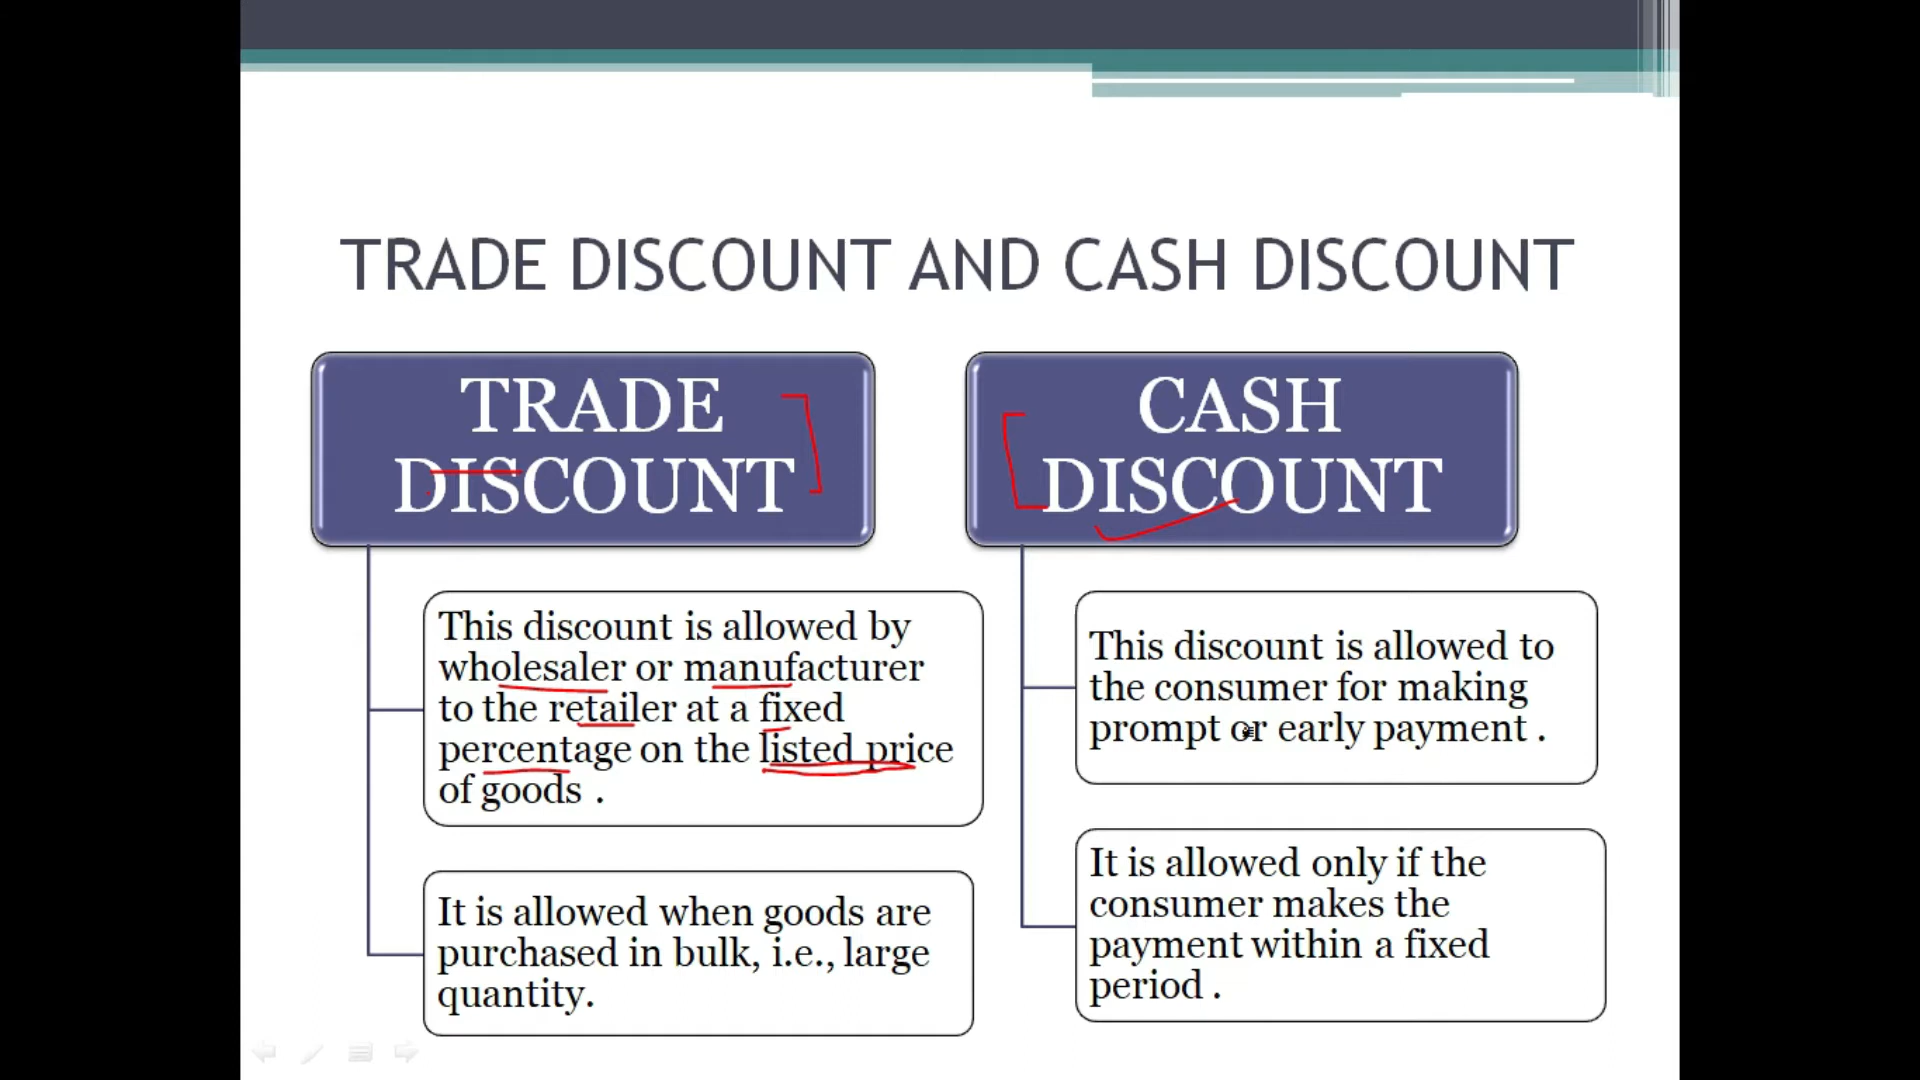 TRADE DISCOUNT AND CASH DISCOUNT
TRADE
DISCOUNT
This discount is allowed by
wholesaler or manufacturer
to the retailer at a fixed
percentage on the listed price
of goods .
It is allowed when goods are
purchased in bulk, i.e., large
quantity.
CASH
DISCOUNT
This discount is allowed to
the consumer for making
prompt or early payment .
It is allowed only if the
consumer makes the
payment within a fixed
period .